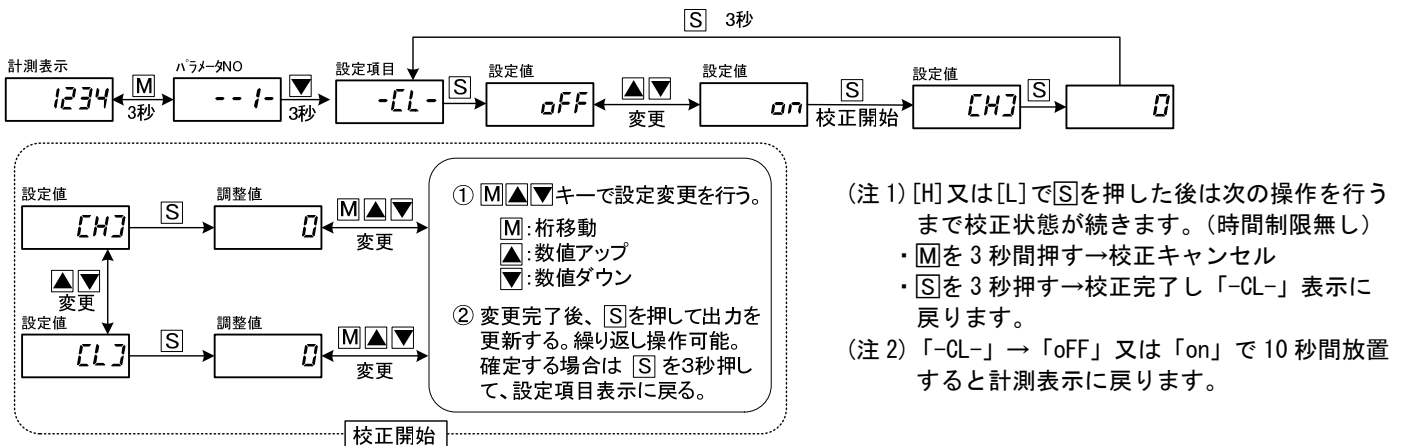 S 3秒
計測表示
1234
M
3秒
パラメータNO
--1-
▼
3秒
設定項目
-CL-
S
設定値
oFF
▲▼
変更
設定値
on
S
校正開始
設定値
[H]
S
0
設定値
[H]
S
調整値
0
M▲▼
変更
▲▼
変更
設定値
[L]
S
調整値
0
M▲▼
変更
① M▲▼キーで設定変更を行う。
M:桁移動
▲:数値アップ
▼:数値ダウン
② 変更完了後、Sを押して出力を
更新する。繰り返し操作可能。
確定する場合は S を3秒押し
て、設定項目表示に戻る。
校正開始
(注 1) [H]又は[L]でSを押した後は次の操作を行う
まで校正状態が続きます。(時間制限無し)
・Mを 3 秒間押す→校正キャンセル
・Sを 3 秒押す→校正完了し「-CL-」表示に
戻ります。
(注 2) 「-CL-」→「oFF」又は「on」で 10 秒間放置
すると計測表示に戻ります。